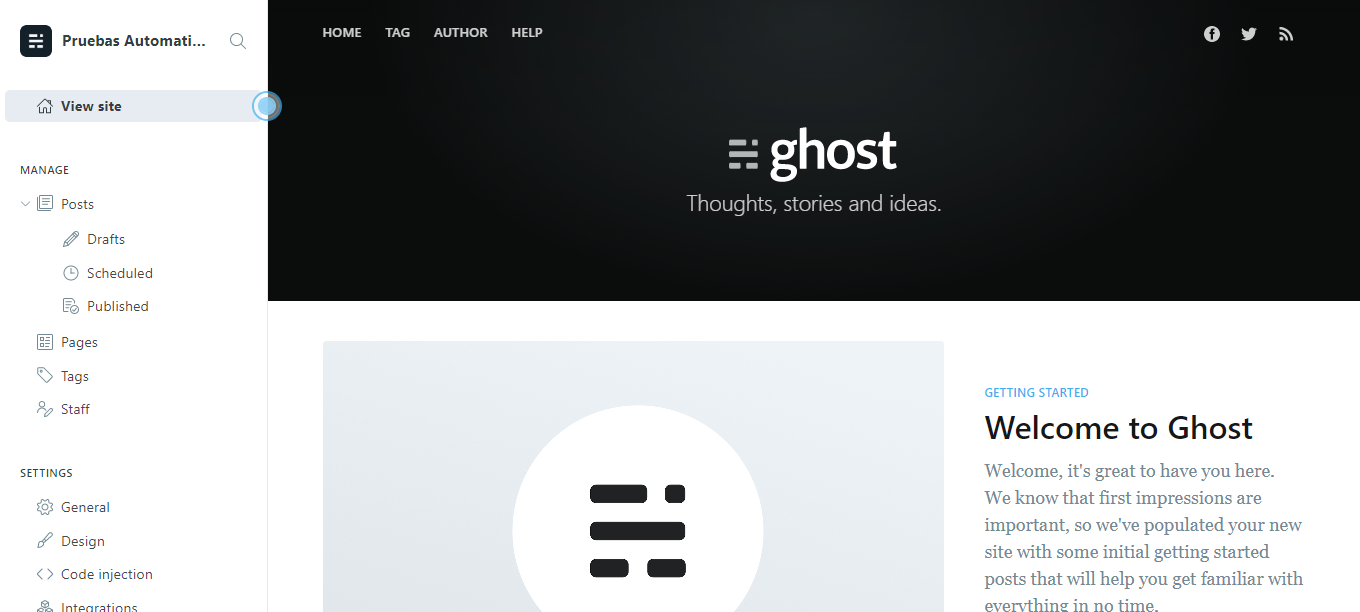 Pruebas Automati...
View site
MANAGE
Posts
Drafts
Scheduled
Published
Pages
Tags
Staff
SETTINGS
General
Design
Code injection
Integrations
HOME TAG AUTHOR HELP
ghost
Thoughts, stories and ideas.
GETTING STARTED
Welcome to Ghost
Welcome, it's great to have you here.
We know that first impressions are
important, so we've populated your new
site with some initial getting started
posts that will help you get familiar with
everything in no time.